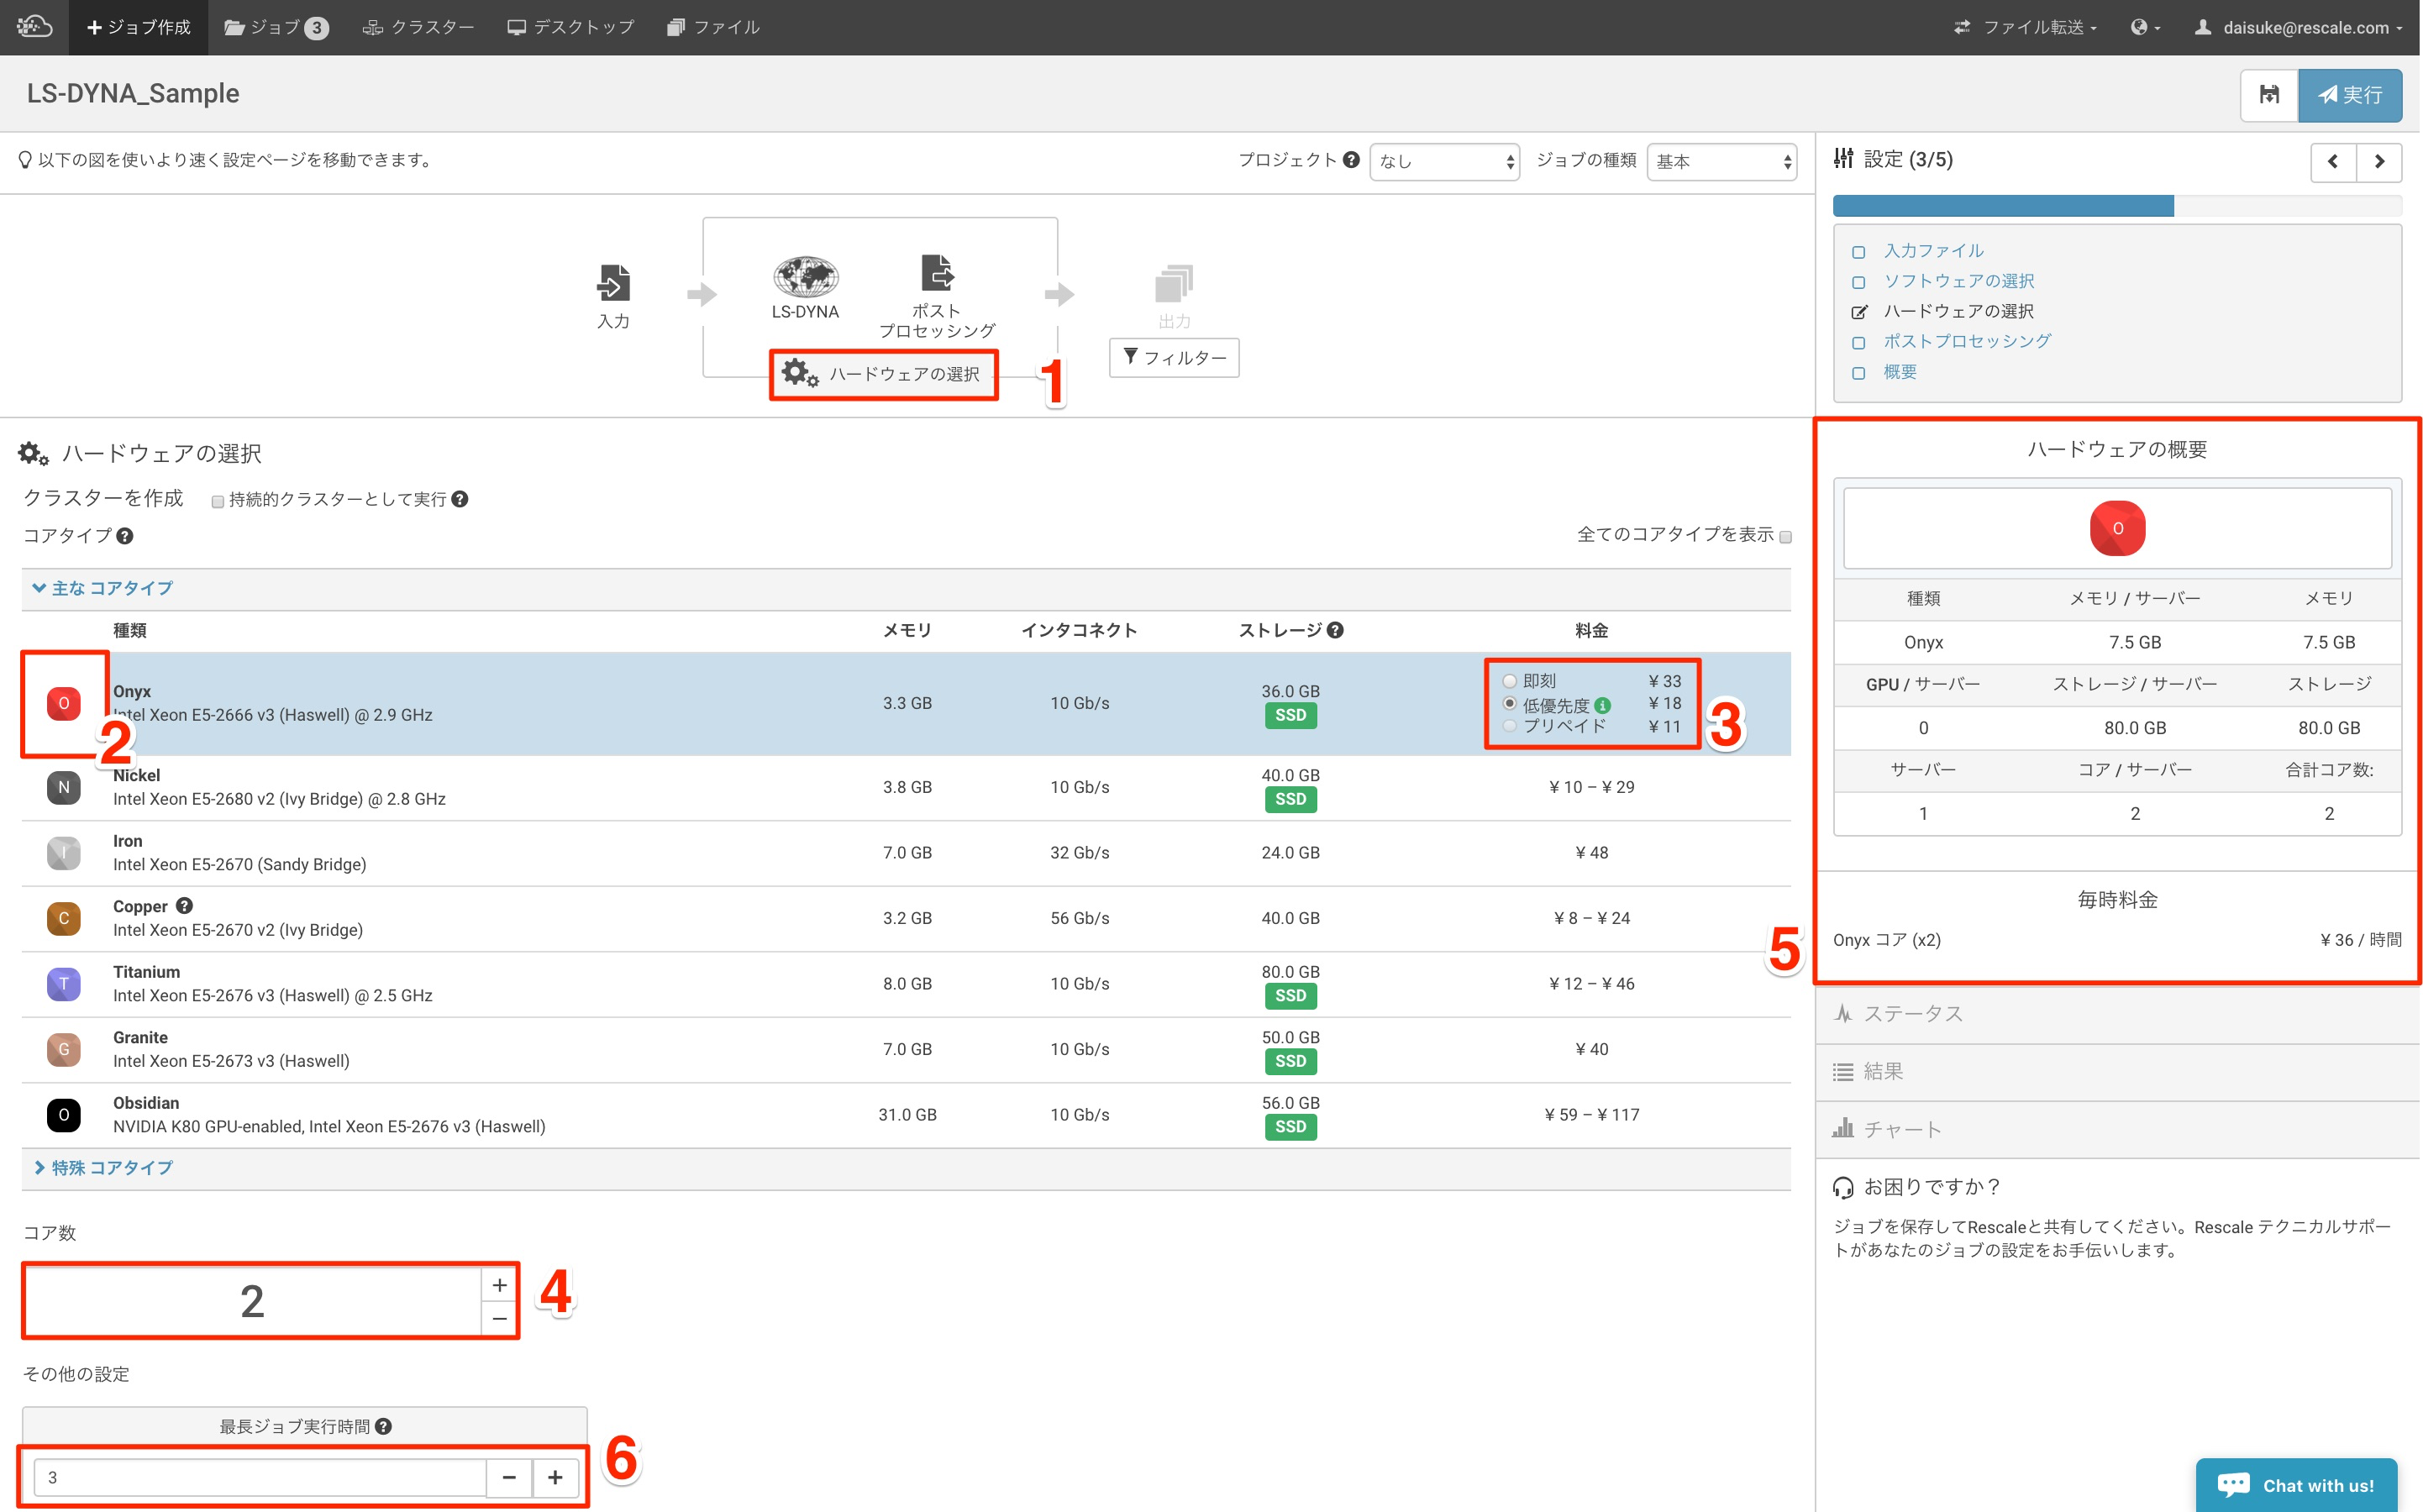 ジョブ作成 ジョブ 3 クラスター デスクトップ ファイル ファイル転送 daisuke@rescale.com
LS-DYNA_Sample
実行
以下の図を使いより速く設定ページを移動できます。
プロジェクト ? なし ジョブの種類 基本
設定 (3/5)
入力
LS-DYNA
ポスト
プロセッシング
出力
フィルター
ハードウェアの選択
1
入力ファイル
ソフトウェアの選択
ハードウェアの選択
ポストプロセッシング
概要
ハードウェアの選択
クラスターを作成 持続的クラスターとして実行 ?
コアタイプ ? 全てのコアタイプを表示
主な コアタイプ
種類 メモリ インタコネクト ストレージ ? 料金
O
Onyx
Intel Xeon E5-2666 v3 (Haswell) @ 2.9 GHz
3.3 GB 10 Gb/s 36.0 GB
SSD
即刻 ¥ 33
低優先度 i ¥ 18
プリペイド ¥ 11
2
3
N
Nickel
Intel Xeon E5-2680 v2 (Ivy Bridge) @ 2.8 GHz
3.8 GB 10 Gb/s 40.0 GB
SSD
¥ 10 – ¥ 29
I
Iron
Intel Xeon E5-2670 (Sandy Bridge)
7.0 GB 32 Gb/s 24.0 GB ¥ 48
C
Copper ?
Intel Xeon E5-2670 v2 (Ivy Bridge)
3.2 GB 56 Gb/s 40.0 GB ¥ 8 – ¥ 24
T
Titanium
Intel Xeon E5-2676 v3 (Haswell) @ 2.5 GHz
8.0 GB 10 Gb/s 80.0 GB
SSD
¥ 12 – ¥ 46
G
Granite
Intel Xeon E5-2673 v3 (Haswell)
7.0 GB 10 Gb/s 50.0 GB
SSD
¥ 40
O
Obsidian
NVIDIA K80 GPU-enabled, Intel Xeon E5-2676 v3 (Haswell)
31.0 GB 10 Gb/s 56.0 GB
SSD
¥ 59 – ¥ 117
特殊 コアタイプ
コア数
2
+
−
4
その他の設定
最長ジョブ実行時間 ?
3 − +
6
ハードウェアの概要
O
種類 メモリ / サーバー メモリ
Onyx 7.5 GB 7.5 GB
GPU / サーバー ストレージ / サーバー ストレージ
0 80.0 GB 80.0 GB
サーバー コア / サーバー 合計コア数:
1 2 2
毎時料金
Onyx コア (x2) ¥ 36 / 時間
5
ステータス
結果
チャート
お困りですか？
ジョブを保存してRescaleと共有してください。Rescale テクニカルサポー
トがあなたのジョブの設定をお手伝いします。
Chat with us!